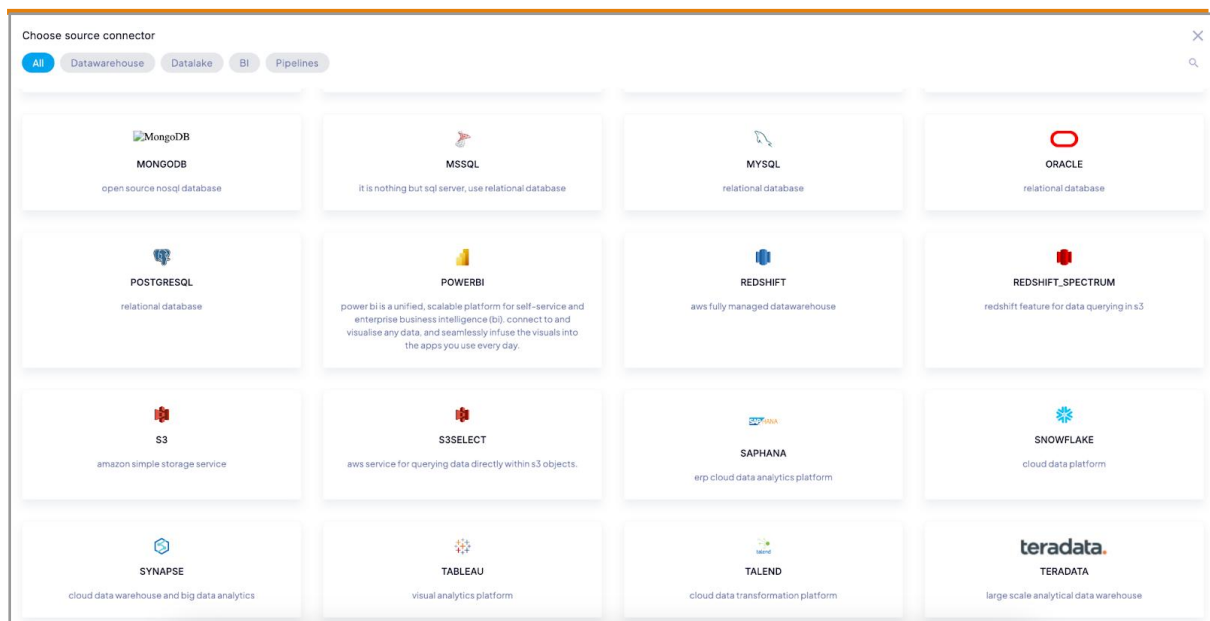 Choose source connector
All Datawarehouse Datalake BI Pipelines
MongoDB
MONGODB
open source nosql database
MSSQL
it is nothing but sql server, use relational database
MYSQL
relational database
ORACLE
relational database
POSTGRESQL
relational database
POWERBI
power bi is a unified, scalable platform for self-service and
enterprise business intelligence (bi). connect to and
visualise any data, and seamlessly infuse the visuals into
the apps you use every day.
REDSHIFT
aws fully managed datawarehouse
REDSHIFT_SPECTRUM
redshift feature for data querying in s3
S3
amazon simple storage service
S3SELECT
aws service for querying data directly within s3 objects.
SAP HANA
SAPHANA
erp cloud data analytics platform
SNOWFLAKE
cloud data platform
SYNAPSE
cloud data warehouse and big data analytics
TABLEAU
visual analytics platform
talend
TALEND
cloud data transformation platform
teradata.
TERADATA
large scale analytical data warehouse